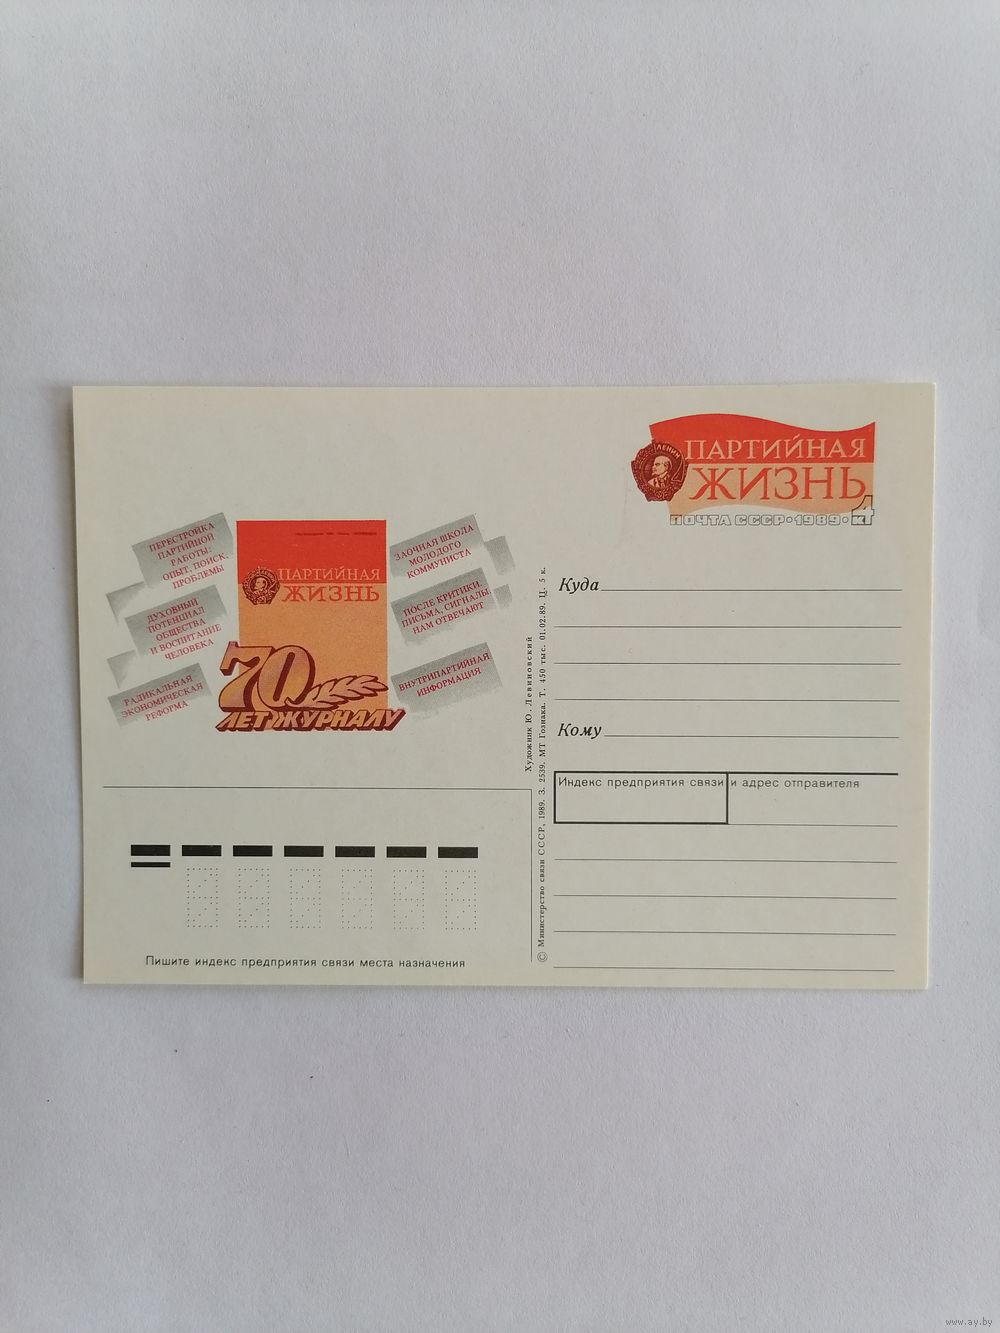 ПАРТИЙНАЯ
ЖИЗНЬ
ЛЕНИН
ПОЧТА СССР•1989•
4
К
ПЕРЕСТРОЙКА
ПАРТИЙНОЙ
РАБОТЫ:
ОПЫТ, ПОИСК,
ПРОБЛЕМЫ
ДУХОВНЫЙ
ПОТЕНЦИАЛ
ОБЩЕСТВА
И ВОСПИТАНИЕ
ЧЕЛОВЕКА
РАДИКАЛЬНАЯ
ЭКОНОМИЧЕСКАЯ
РЕФОРМА
ПАРТИЙНАЯ
ЖИЗНЬ
70
ЛЕТ ЖУРНАЛУ
ЗАОЧНАЯ ШКОЛА
МОЛОДОГО
КОММУНИСТА
ПОСЛЕ КРИТИКИ.
ПИСЬМА, СИГНАЛЫ
НАМ ОТВЕЧАЮТ
ВНУТРИПАРТИЙНАЯ
ИНФОРМАЦИЯ
Художник Ю. Левиновский
© Министерство связи СССР, 1989. З. 2539. МТ Гознака. Т. 450 тыс. 01.02.89. Ц. 5 к.
Куда
Кому
Индекс предприятия связи и адрес отправителя
Пишите индекс предприятия связи места назначения
www.ay.by